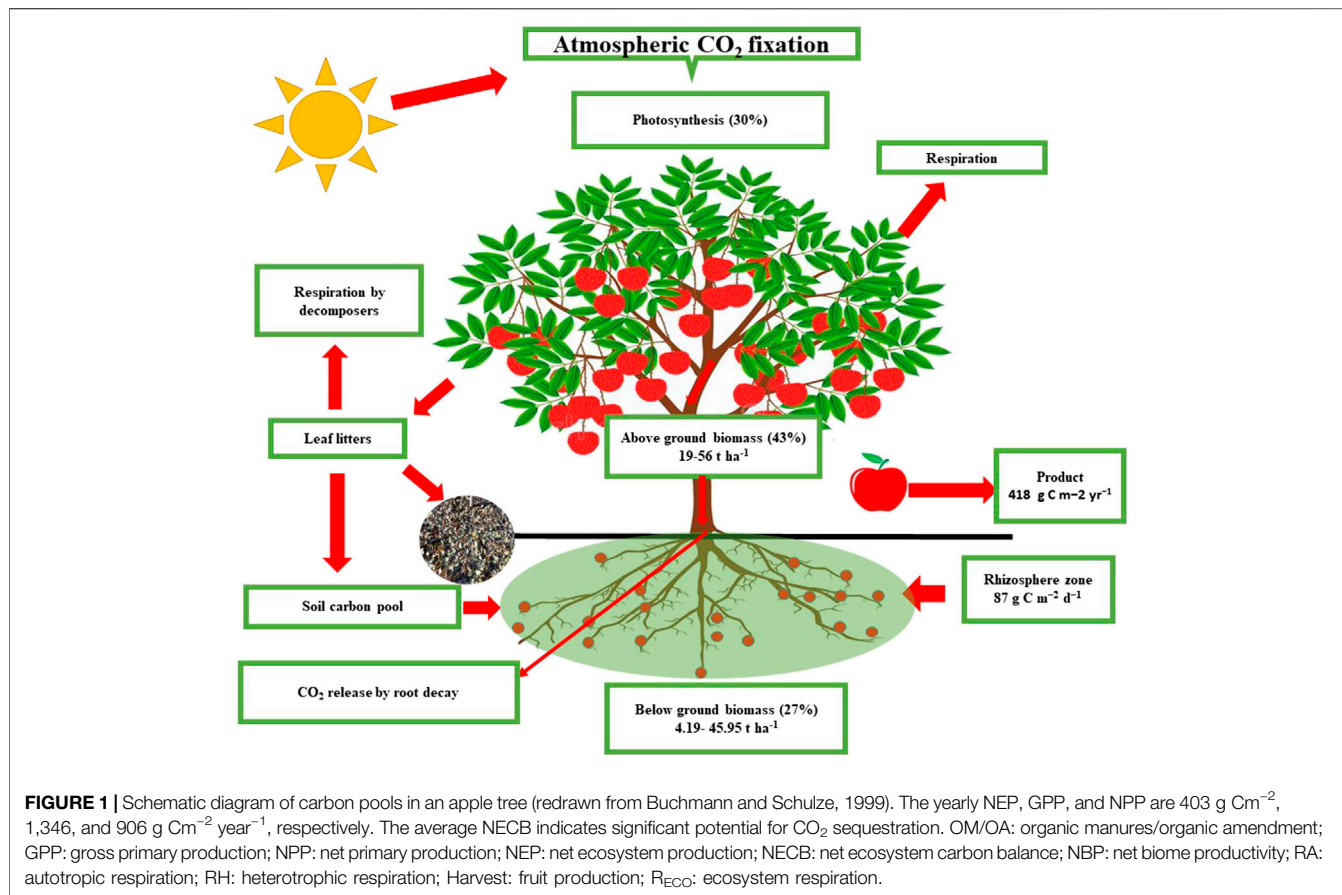 Atmospheric CO₂ fixation
Photosynthesis (30%)
Respiration
Respiration by
decomposers
Leaf litters
Above ground biomass (43%)
19-56 t ha⁻¹
Product
418 g C m−2 yr⁻¹
Rhizosphere zone
87 g C m⁻² d⁻¹
Soil carbon pool
CO₂ release by root decay
Below ground biomass (27%)
4.19- 45.95 t ha⁻¹
FIGURE 1 | Schematic diagram of carbon pools in an apple tree (redrawn from Buchmann and Schulze, 1999). The yearly NEP, GPP, and NPP are 403 g Cm⁻²,
1,346, and 906 g Cm⁻² year⁻¹, respectively. The average NECB indicates significant potential for CO₂ sequestration. OM/OA: organic manures/organic amendment;
GPP: gross primary production; NPP: net primary production; NEP: net ecosystem production; NECB: net ecosystem carbon balance; NBP: net biome productivity; RA:
autotropic respiration; RH: heterotrophic respiration; Harvest: fruit production; R_ECO: ecosystem respiration.